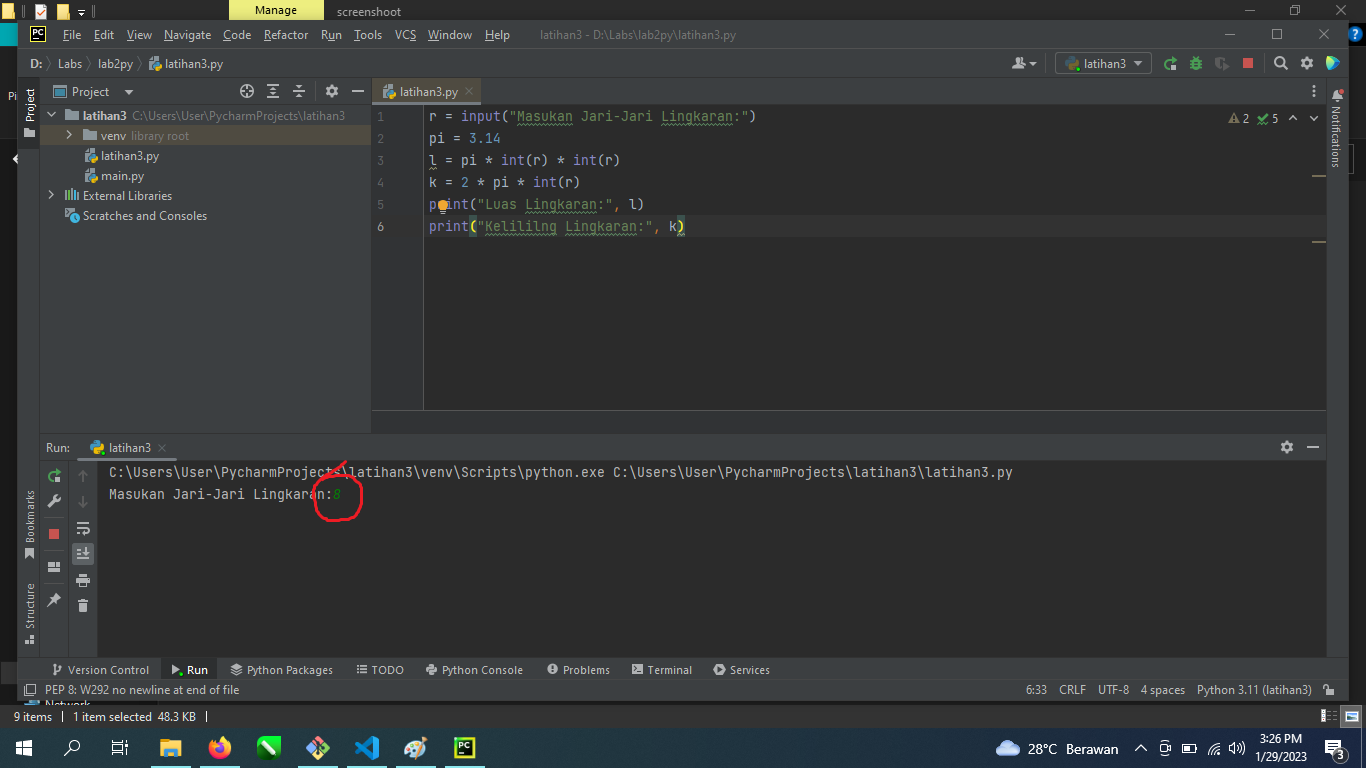 Manage
screenshoot
PC File Edit View Navigate Code Refactor Run Tools VCS Window Help latihan3 - D:\Labs\lab2py\latihan3.py
D: Labs lab2py latihan3.py
latihan3
Project
Project
latihan3.py
latihan3 C:\Users\User\PycharmProjects\latihan3
venv library root
latihan3.py
main.py
External Libraries
Scratches and Consoles
1 r = input("Masukan Jari-Jari Lingkaran:")
2 pi = 3.14
3 l = pi * int(r) * int(r)
4 k = 2 * pi * int(r)
5 print("Luas Lingkaran:", l)
6 print("Kelililng Lingkaran:", k)
2 5
Notifications
Run: latihan3
C:\Users\User\PycharmProjects\latihan3\venv\Scripts\python.exe C:\Users\User\PycharmProjects\latihan3\latihan3.py
Masukan Jari-Jari Lingkaran:8
Bookmarks
Structure
Version Control Run Python Packages TODO Python Console Problems Terminal Services
PEP 8: W292 no newline at end of file
6:33 CRLF UTF-8 4 spaces Python 3.11 (latihan3)
Network
9 items 1 item selected 48.3 KB
PC
28°C Berawan
3:26 PM
1/29/2023
3